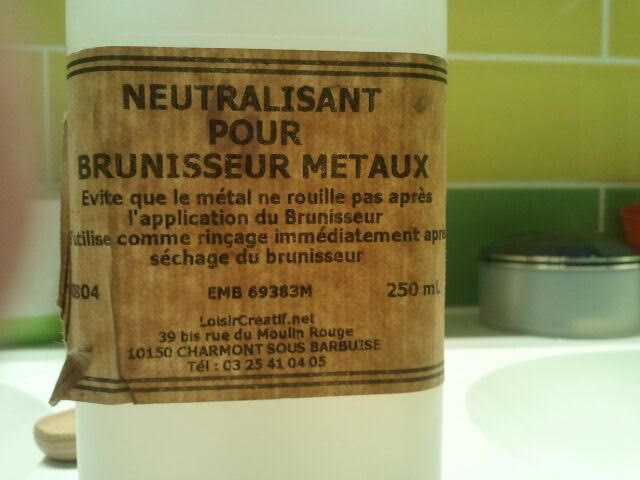 NEUTRALISANT
POUR
BRUNISSEUR METAUX
Evite que le métal ne rouille pas après
l'application du Brunisseur
utilise comme rinçage immédiatement apre
séchage du brunisseur
0304 EMB 69383M 250 mL
LoisirCreatif.net
39 bis rue du Moulin Rouge
10150 CHARMONT SOUS BARBUISE
Tél : 03 25 41 04 05